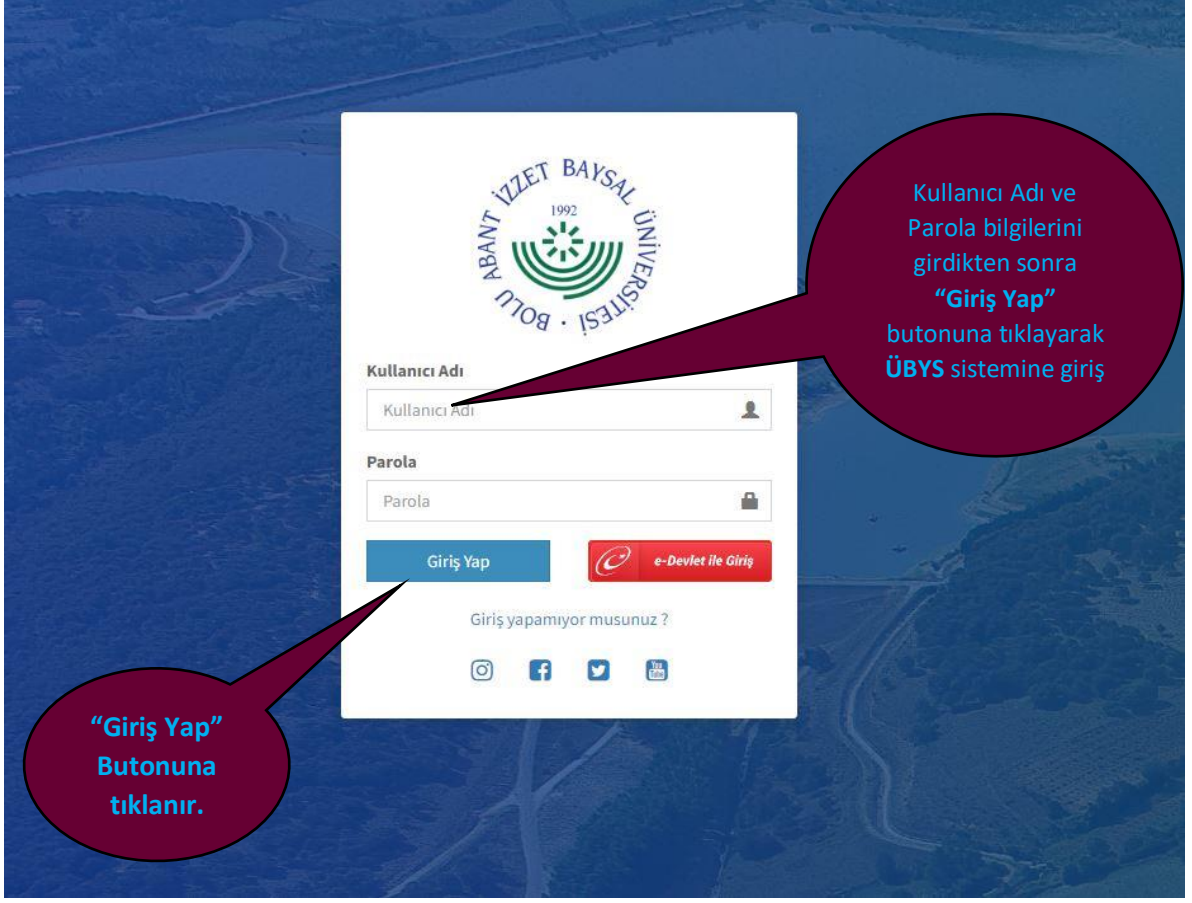 BOLU ABANT İZZET BAYSAL ÜNİVERSİTESİ ·
1992
Kullanıcı Adı ve
Parola bilgilerini
girdikten sonra
“Giriş Yap”
butonuna tıklayarak
ÜBYS sistemine giriş
Kullanıcı Adı
Kullanıcı Adı
Parola
Parola
Giriş Yap
e-Devlet ile Giriş
Giriş yapamıyor musunuz ?
You
Tube
“Giriş Yap”
Butonuna
tıklanır.